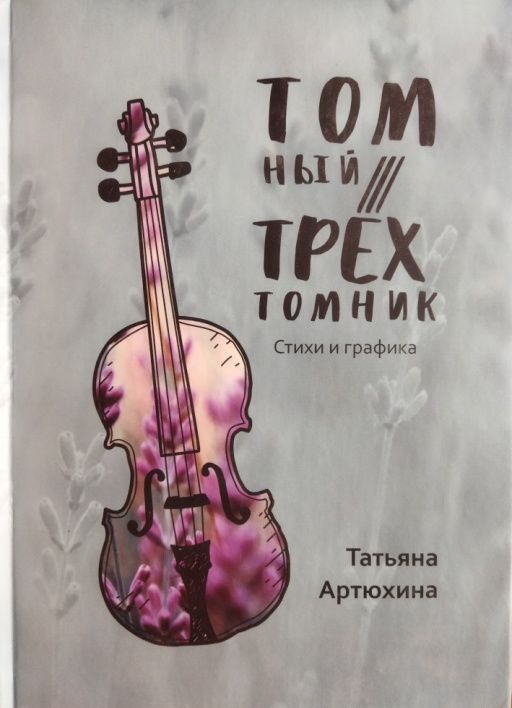 ТОМ
НЫЙ ///
ТРЁХ
ТОМНИК
Стихи и графика
Татьяна
Артюхина